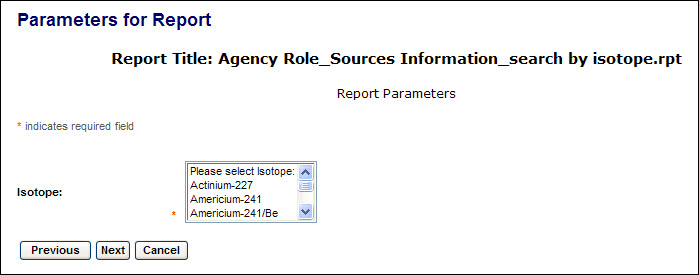 Parameters for Report
Report Title: Agency Role_Sources Information_search by isotope.rpt
Report Parameters
* indicates required field
Please select Isotope:
Actinium-227
Isotope:
Americium-241
* Americium-241/Be
Previous Next Cancel